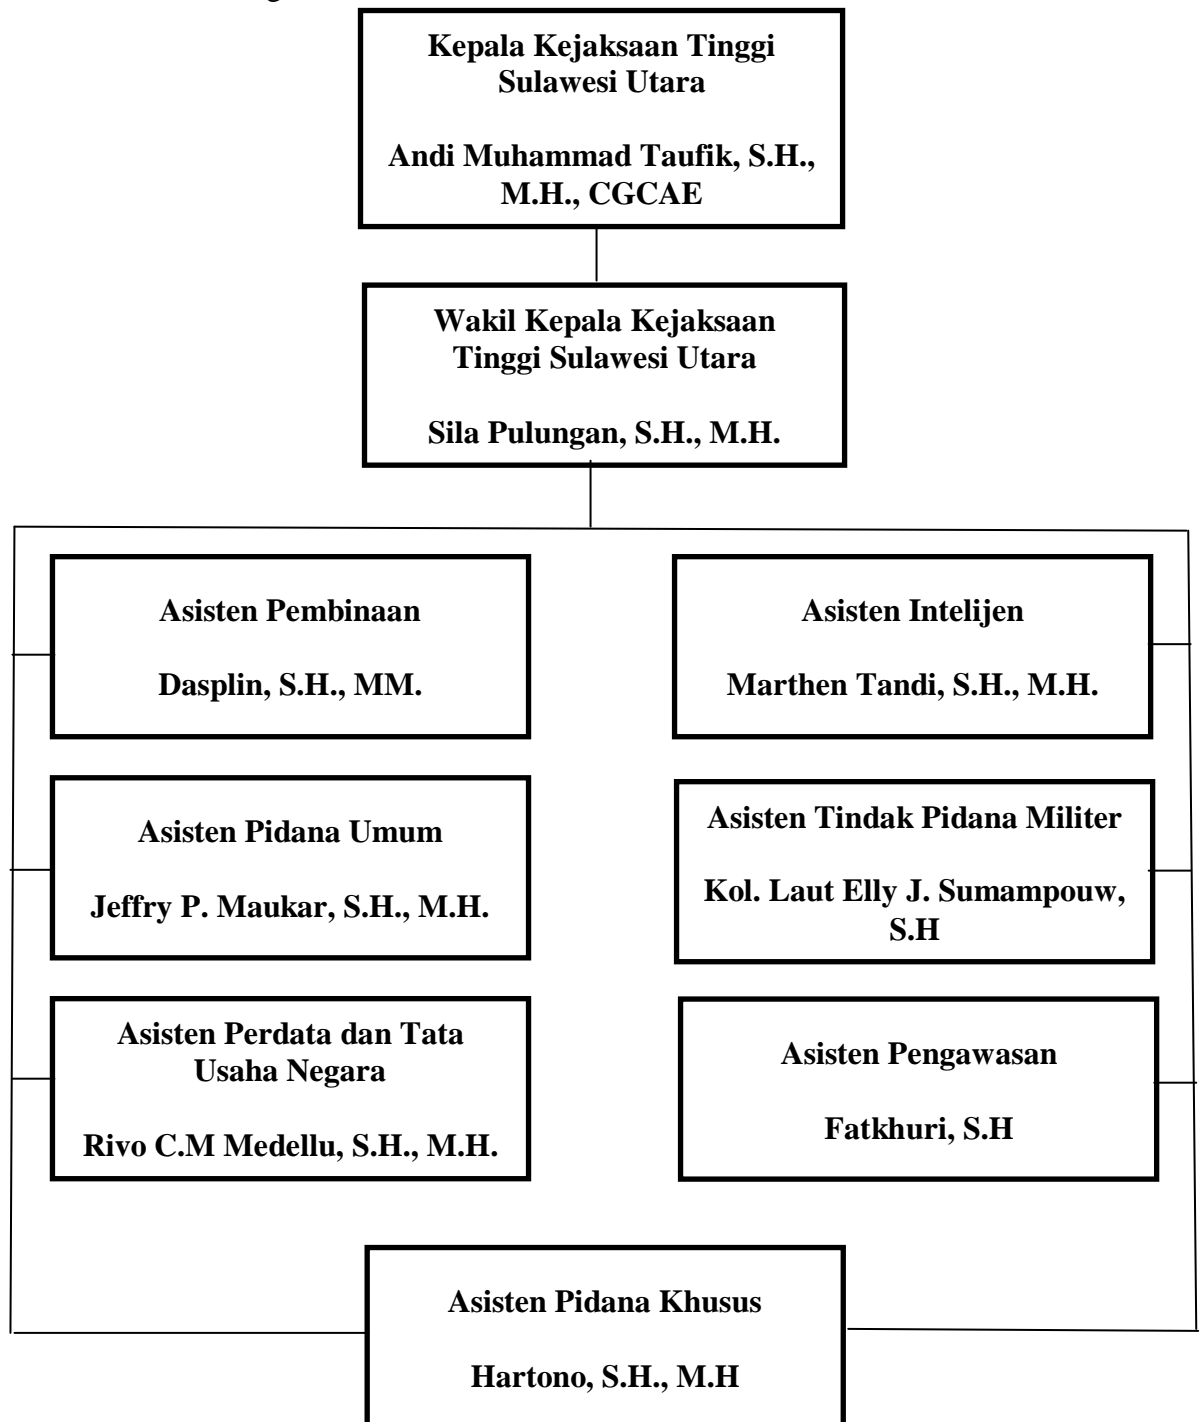 Kepala Kejaksaan Tinggi
Sulawesi Utara
Andi Muhammad Taufik, S.H.,
M.H., CGCAE
Wakil Kepala Kejaksaan
Tinggi Sulawesi Utara
Sila Pulungan, S.H., M.H.
Asisten Pembinaan
Dasplin, S.H., MM.
Asisten Intelijen
Marthen Tandi, S.H., M.H.
Asisten Pidana Umum
Jeffry P. Maukar, S.H., M.H.
Asisten Tindak Pidana Militer
Kol. Laut Elly J. Sumampouw,
S.H
Asisten Perdata dan Tata
Usaha Negara
Rivo C.M Medellu, S.H., M.H.
Asisten Pengawasan
Fatkhuri, S.H
Asisten Pidana Khusus
Hartono, S.H., M.H